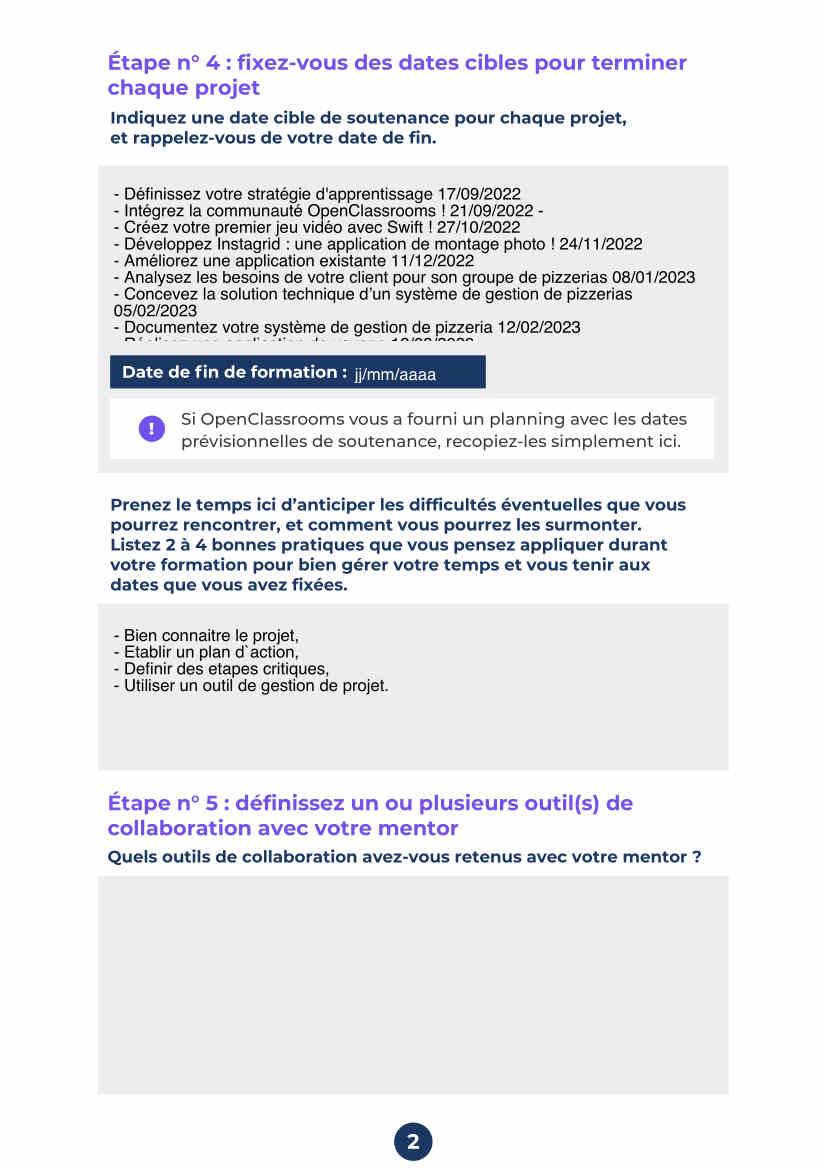 Étape n° 4 : fixez-vous des dates cibles pour terminer
chaque projet
Indiquez une date cible de soutenance pour chaque projet,
et rappelez-vous de votre date de fin.
- Définissez votre stratégie d'apprentissage 17/09/2022
- Intégrez la communauté OpenClassrooms ! 21/09/2022 -
- Créez votre premier jeu vidéo avec Swift ! 27/10/2022
- Développez Instagrid : une application de montage photo ! 24/11/2022
- Améliorez une application existante 11/12/2022
- Analysez les besoins de votre client pour son groupe de pizzerias 08/01/2023
- Concevez la solution technique d’un système de gestion de pizzerias
05/02/2023
- Documentez votre système de gestion de pizzeria 12/02/2023
Date de fin de formation : jj/mm/aaaa
! Si OpenClassrooms vous a fourni un planning avec les dates
prévisionnelles de soutenance, recopiez-les simplement ici.
Prenez le temps ici d’anticiper les difficultés éventuelles que vous
pourrez rencontrer, et comment vous pourrez les surmonter.
Listez 2 à 4 bonnes pratiques que vous pensez appliquer durant
votre formation pour bien gérer votre temps et vous tenir aux
dates que vous avez fixées.
- Bien connaitre le projet,
- Etablir un plan d`action,
- Definir des etapes critiques,
- Utiliser un outil de gestion de projet.
Étape n° 5 : définissez un ou plusieurs outil(s) de
collaboration avec votre mentor
Quels outils de collaboration avez-vous retenus avec votre mentor ?
2